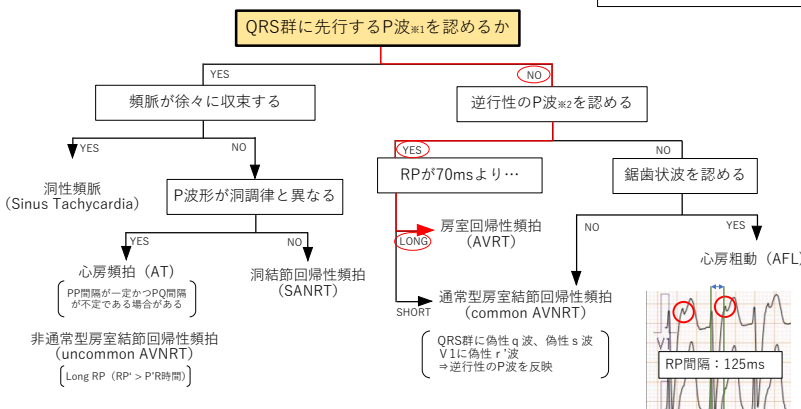 QRS群に先行するP波※1を認めるか
YES
NO
頻脈が徐々に収束する
逆行性のP波※2を認める
YES
NO
YES
NO
洞性頻脈
(Sinus Tachycardia)
P波形が洞調律と異なる
RPが70msより…
鋸歯状波を認める
YES
NO
LONG
NO
YES
心房頻拍（AT）
PP間隔が一定かつPQ間隔
が不定である場合がある
洞結節回帰性頻拍
(SANRT)
房室回帰性頻拍
(AVRT)
心房粗動（AFL)
SHORT
通常型房室結節回帰性頻拍
(common AVNRT)
QRS群に偽性ｑ波、偽性ｓ波
Ｖ1に偽性ｒ’波
⇒逆行性のP波を反映
非通常型房室結節回帰性頻拍
(uncommon AVNRT)
Long RP（RP' > P'R時間）
V1
RP間隔：125ms